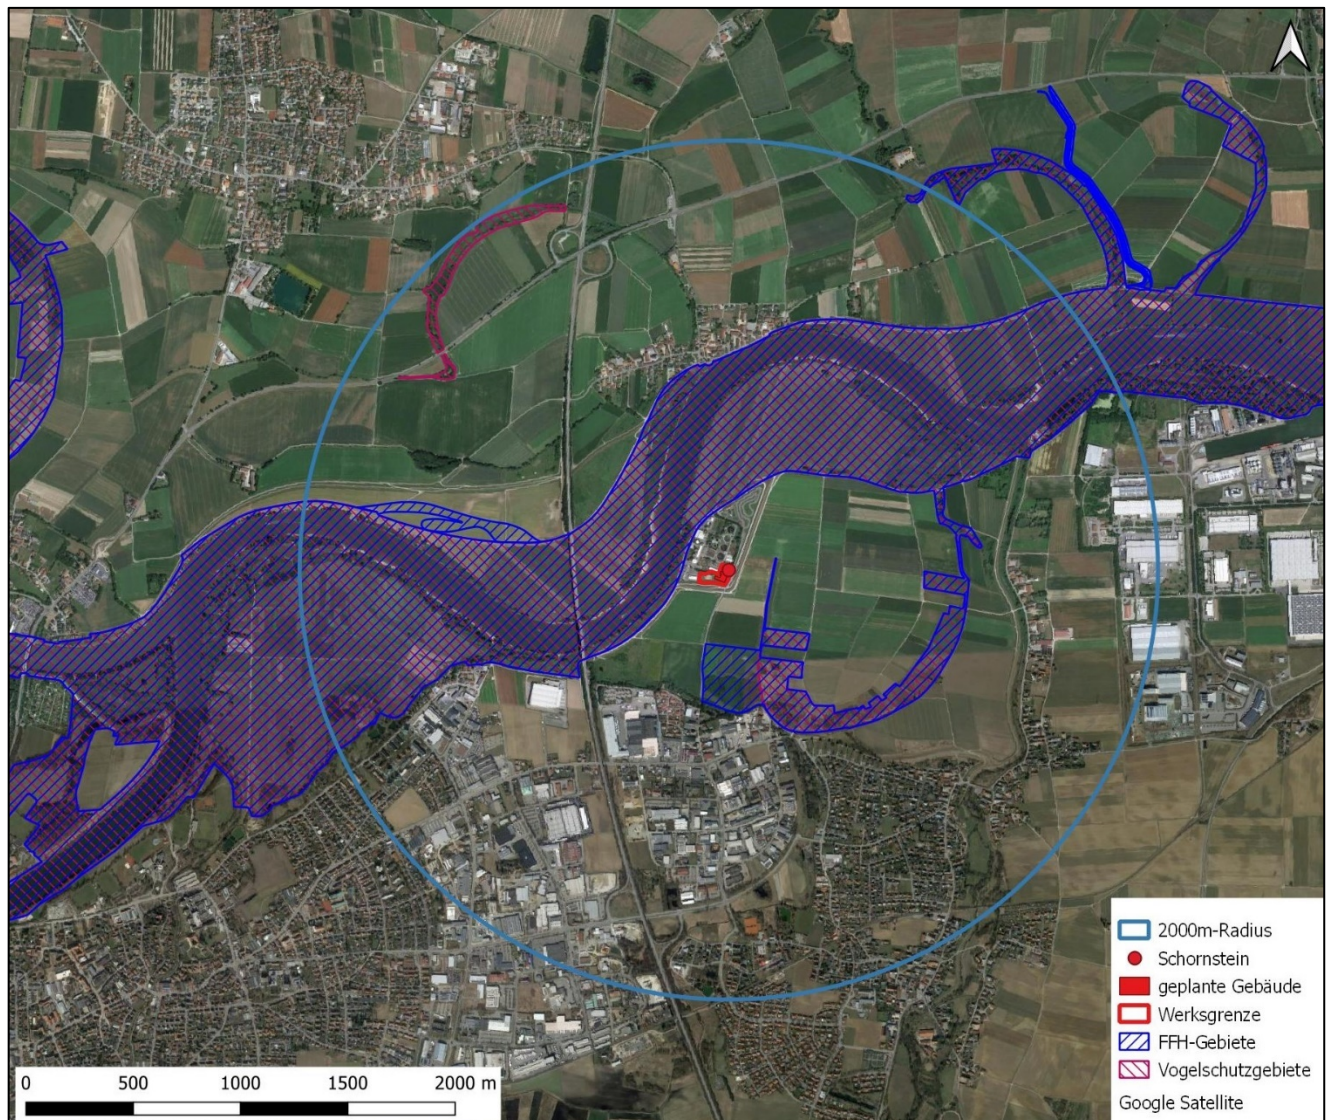 2000m-Radius
Schornstein
geplante Gebäude
Werksgrenze
FFH-Gebiete
Vogelschutzgebiete
Google Satellite
0 500 1000 1500 2000 m